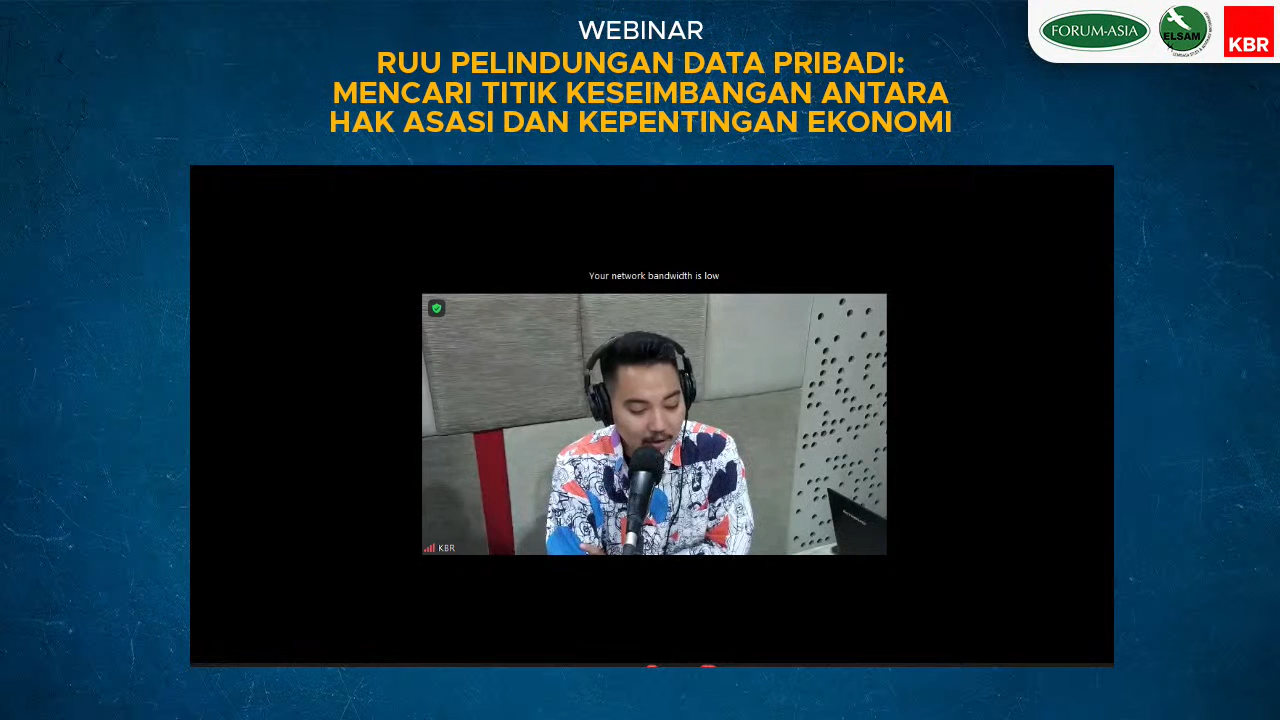 WEBINAR
RUU PELINDUNGAN DATA PRIBADI:
MENCARI TITIK KESEIMBANGAN ANTARA
HAK ASASI DAN KEPENTINGAN EKONOMI
FORUM-ASIA
ELSAM
KBR
Your network bandwidth is low
KBR